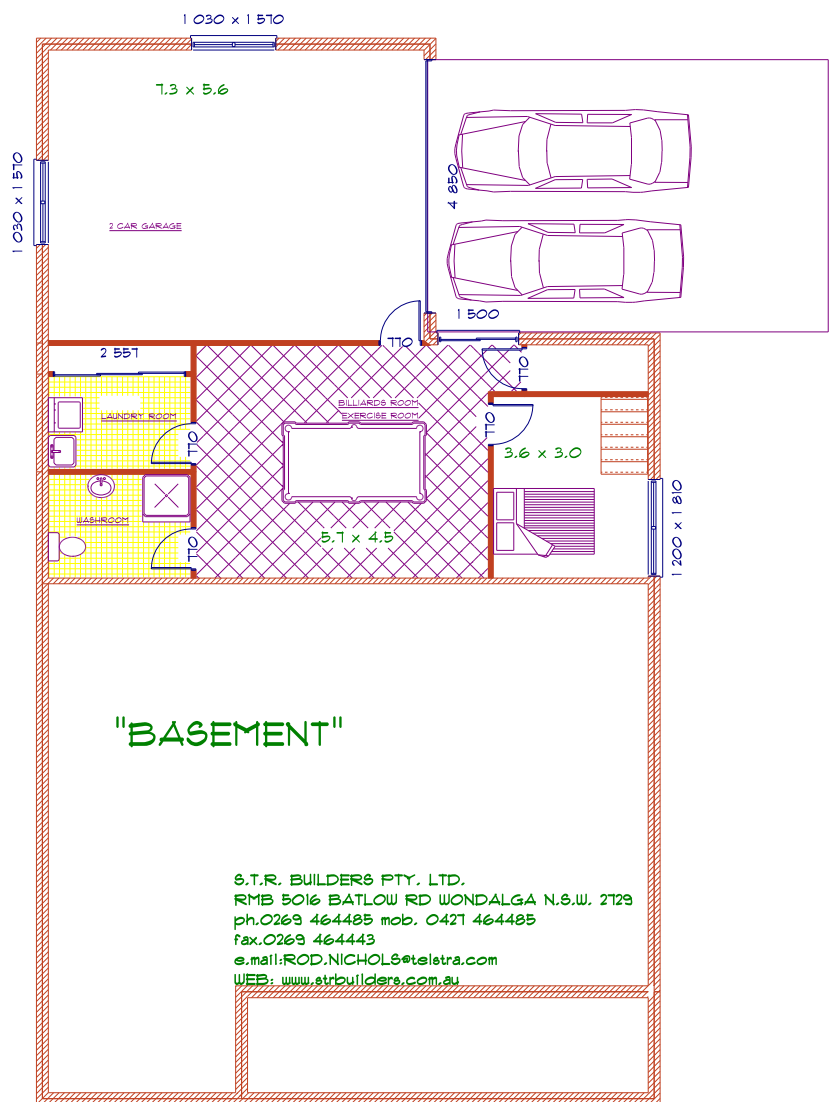 1 030 x 1 570
7.3 x 5.6
1 030 x 1 570
4 850
2 CAR GARAGE
1 500
770
2 557
770
BILLIARDS ROOM
EXERCISE ROOM
LAUNDRY ROOM
770
770
3.6 x 3.0
1 200 x 1 810
WASHROOM
5.7 x 4.5
770
"BASEMENT"
S.T.R. BUILDERS PTY. LTD.
RMB 5016 BATLOW RD WONDALGA N.S.W. 2729
ph.0269 464485 mob. 0427 464485
fax.0269 464443
e.mail:ROD.NICHOLS@telstra.com
WEB: www.strbuilders.com.au